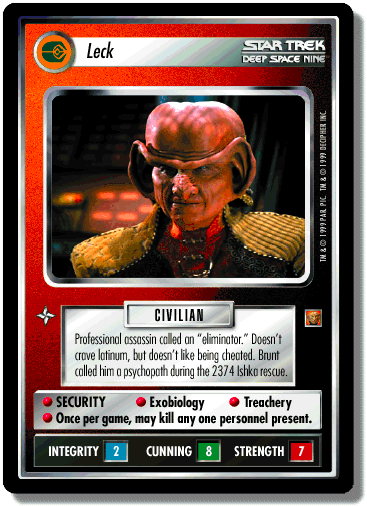 Leck
STAR TREK
DEEP SPACE NINE
TM & © 1999 PAR. PIC. TM & © 1999 DECIPHER INC.
CIVILIAN
Professional assassin called an "eliminator." Doesn't
crave latinum, but doesn't like being cheated. Brunt
called him a psychopath during the 2374 Ishka rescue.
SECURITY Exobiology Treachery
Once per game, may kill any one personnel present.
INTEGRITY 2 CUNNING 8 STRENGTH 7